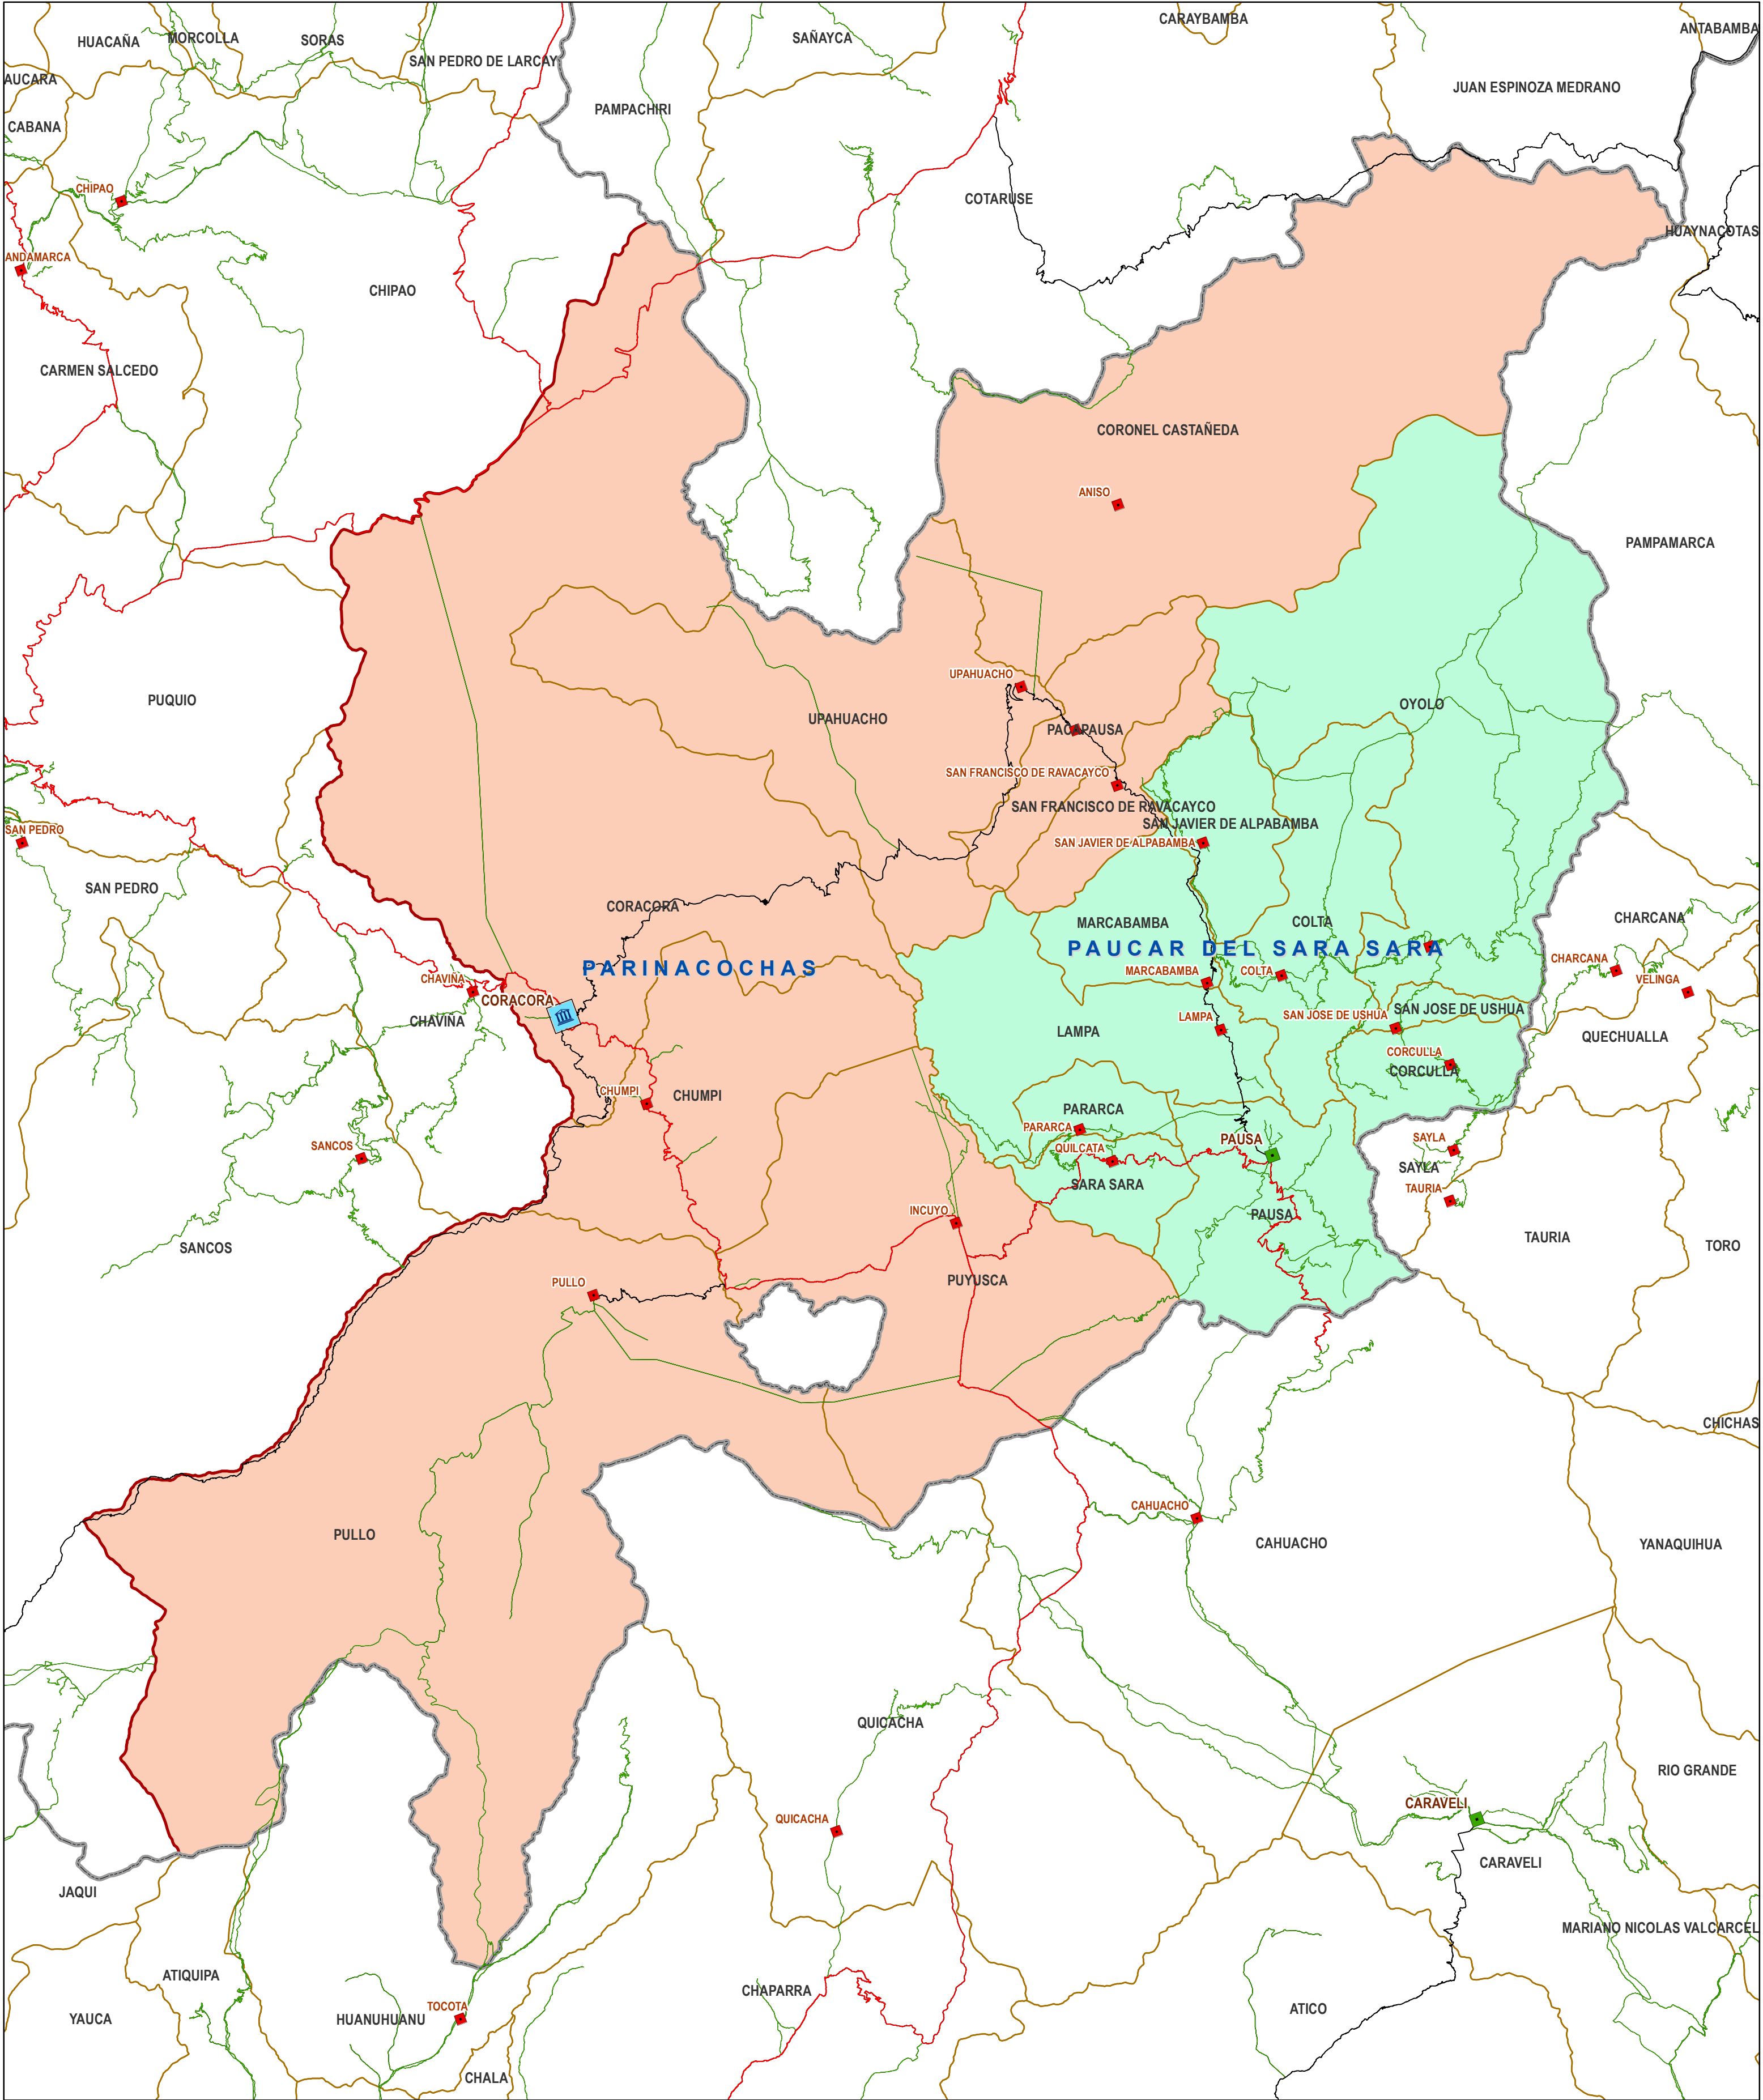 CARAYBAMBA
ANTABAMBA
HUACAÑA
MORCOLLA
SORAS
SAÑAYCA
SAN PEDRO DE LARCAY
AUCARA
JUAN ESPINOZA MEDRANO
PAMPACHIRI
CABANA
CHIPAO
COTARUSE
HUAYNACOTAS
ANDAMARCA
CHIPAO
CARMEN SALCEDO
CORONEL CASTAÑEDA
ANISO
PAMPAMARCA
UPAHUACHO
PUQUIO
OYOLO
UPAHUACHO
PACAPAUSA
SAN FRANCISCO DE RAVACAYCO
SAN FRANCISCO DE RAVACAYCO
SAN JAVIER DE ALPABAMBA
SAN PEDRO
SAN JAVIER DE ALPABAMBA
SAN PEDRO
CORACORA
MARCABAMBA
COLTA
CHARCANA
PAUCAR DEL SARA SARA
CHARCANA
PARINACOCHAS
MARCABAMBA
COLTA
CHAVIÑA
VELINGA
CORACORA
SAN JOSE DE USHUA
SAN JOSE DE USHUA
LAMPA
CHAVIÑA
LAMPA
QUECHUALLA
CORCULLA
CORCULLA
CHUMPI
CHUMPI
PARARCA
PARARCA
PAUSA
SAYLA
SANCOS
QUILCATA
SAYLA
SARA SARA
TAURIA
INCUYO
PAUSA
TAURIA
SANCOS
TORO
PULLO
PUYUSCA
CHICHAS
CAHUACHO
PULLO
CAHUACHO
YANAQUIHUA
QUICACHA
RIO GRANDE
CARAVELI
QUICACHA
CARAVELI
JAQUI
MARIANO NICOLAS VALCARCEL
ATIQUIPA
CHAPARRA
TOCOTA
ATICO
YAUCA
HUANUHUANU
CHALA